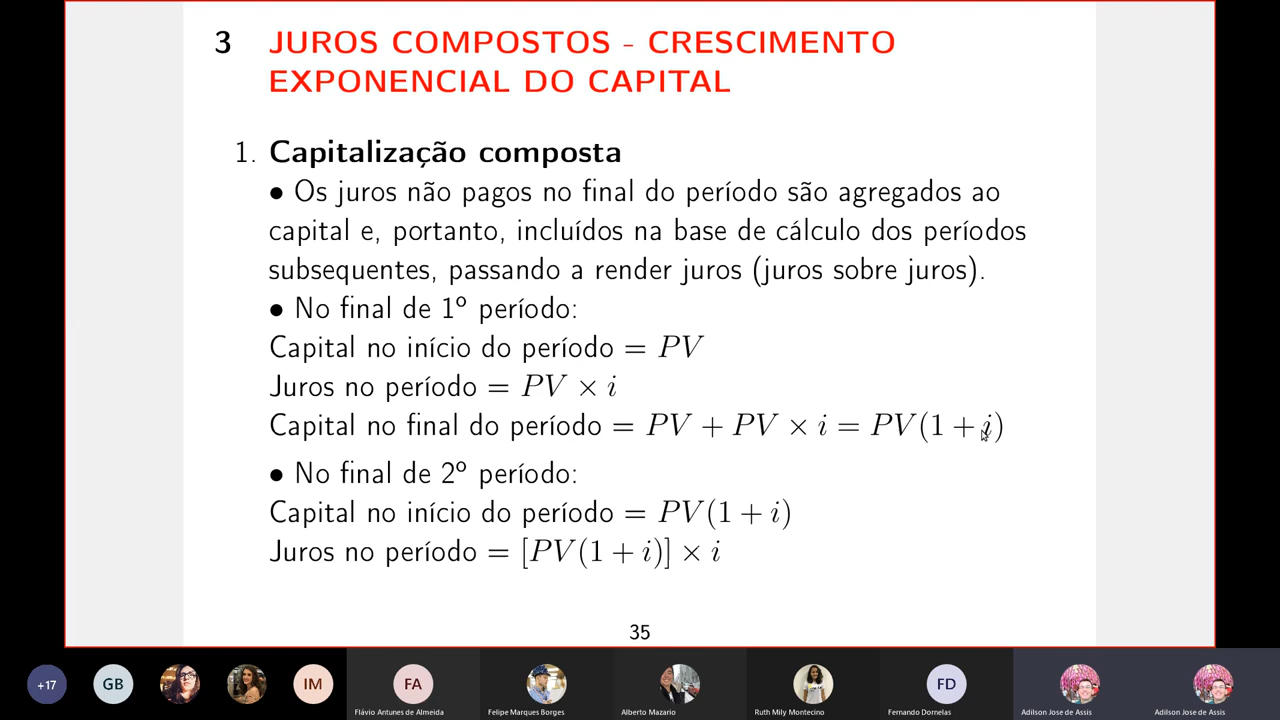 3 JUROS COMPOSTOS - CRESCIMENTO
EXPONENCIAL DO CAPITAL
1. Capitalização composta
• Os juros não pagos no final do período são agregados ao
capital e, portanto, incluídos na base de cálculo dos períodos
subsequentes, passando a render juros (juros sobre juros).
• No final de 1º período:
Capital no início do período = PV
Juros no período = PV × i
Capital no final do período = PV + PV × i = PV(1 + i)
• No final de 2º período:
Capital no início do período = PV(1 + i)
Juros no período = [PV(1 + i)] × i
35
+17 GB IM FA FD
Flávio Antunes de Almeida Felipe Marques Borges Alberto Mazario Ruth Mily Montecino Fernando Dornelas Adilson Jose de Assis Adilson Jose de Assis